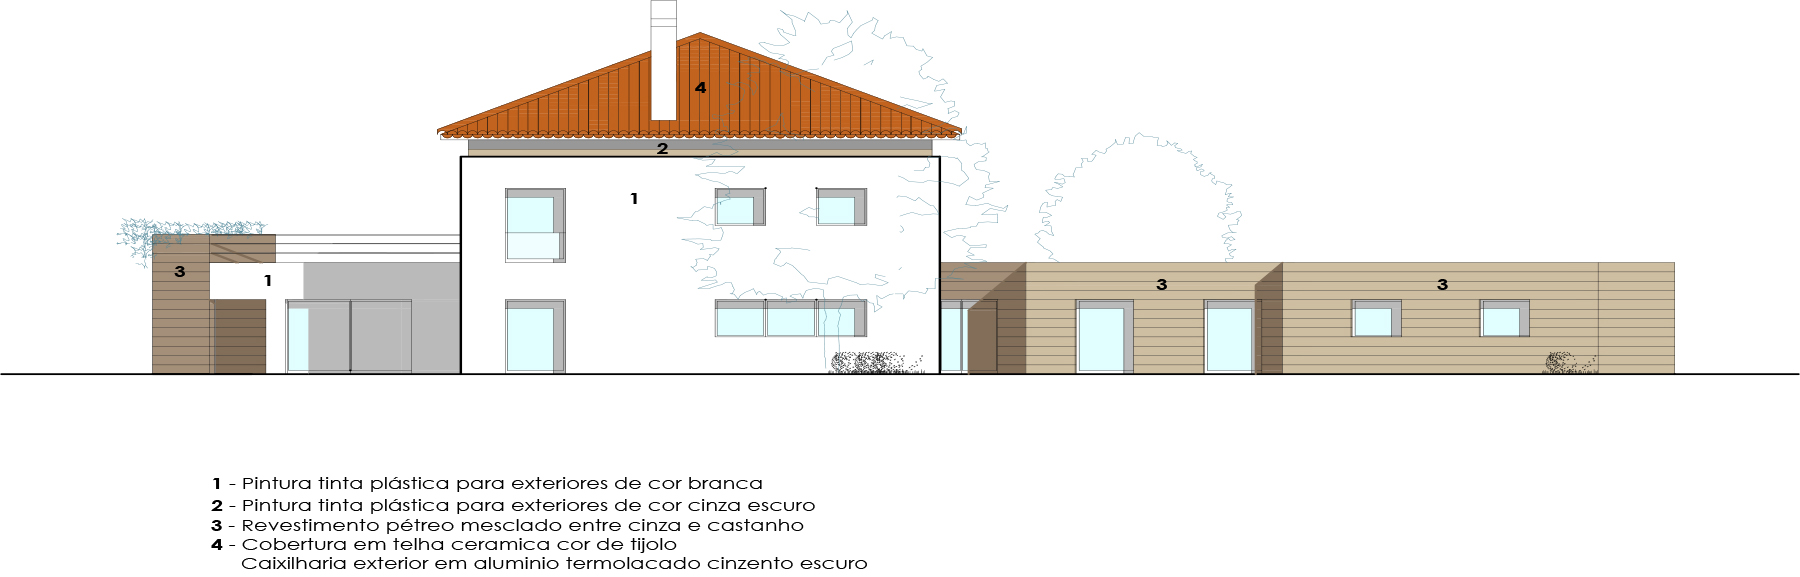 4
2
1
3
1
3
3
1 - Pintura tinta plástica para exteriores de cor branca
2 - Pintura tinta plástica para exteriores de cor cinza escuro
3 - Revestimento pétreo mesclado entre cinza e castanho
4 - Cobertura em telha ceramica cor de tijolo
Caixilharia exterior em aluminio termolacado cinzento escuro